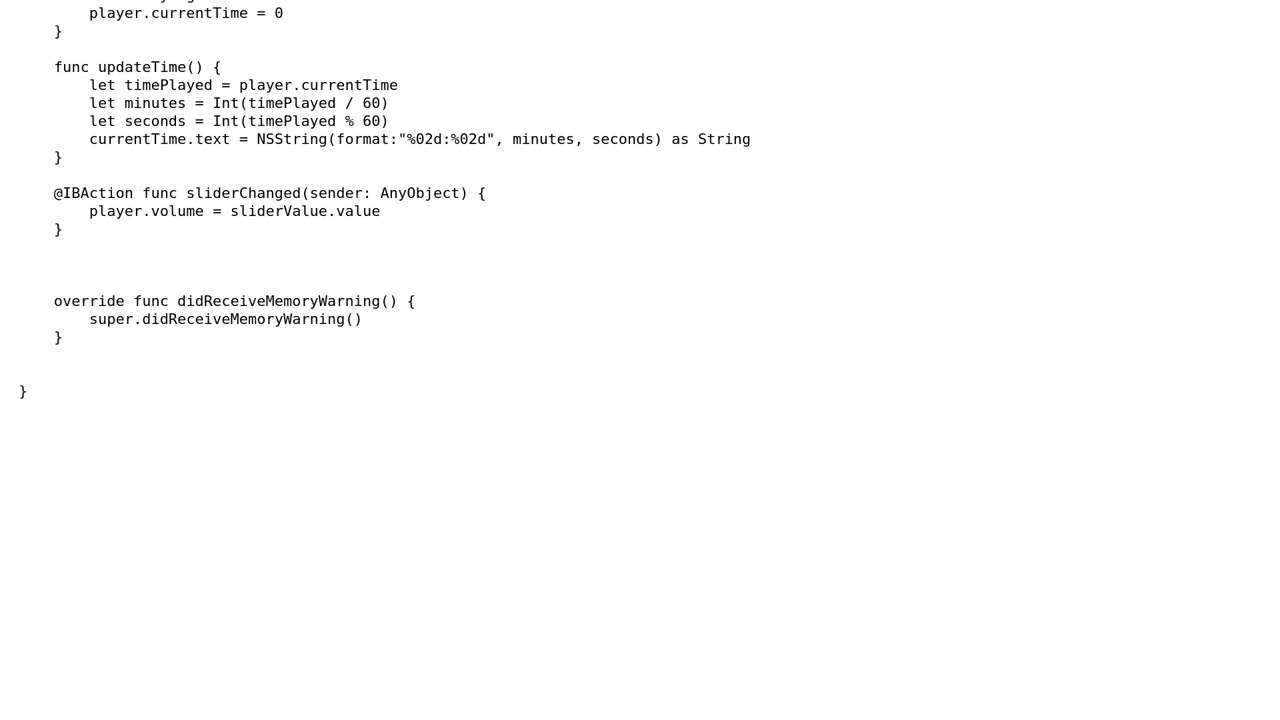 player.currentTime = 0
}
func updateTime() {
let timePlayed = player.currentTime
let minutes = Int(timePlayed / 60)
let seconds = Int(timePlayed % 60)
currentTime.text = NSString(format:"%02d:%02d", minutes, seconds) as String
}
@IBAction func sliderChanged(sender: AnyObject) {
player.volume = sliderValue.value
}
override func didReceiveMemoryWarning() {
super.didReceiveMemoryWarning()
}
}